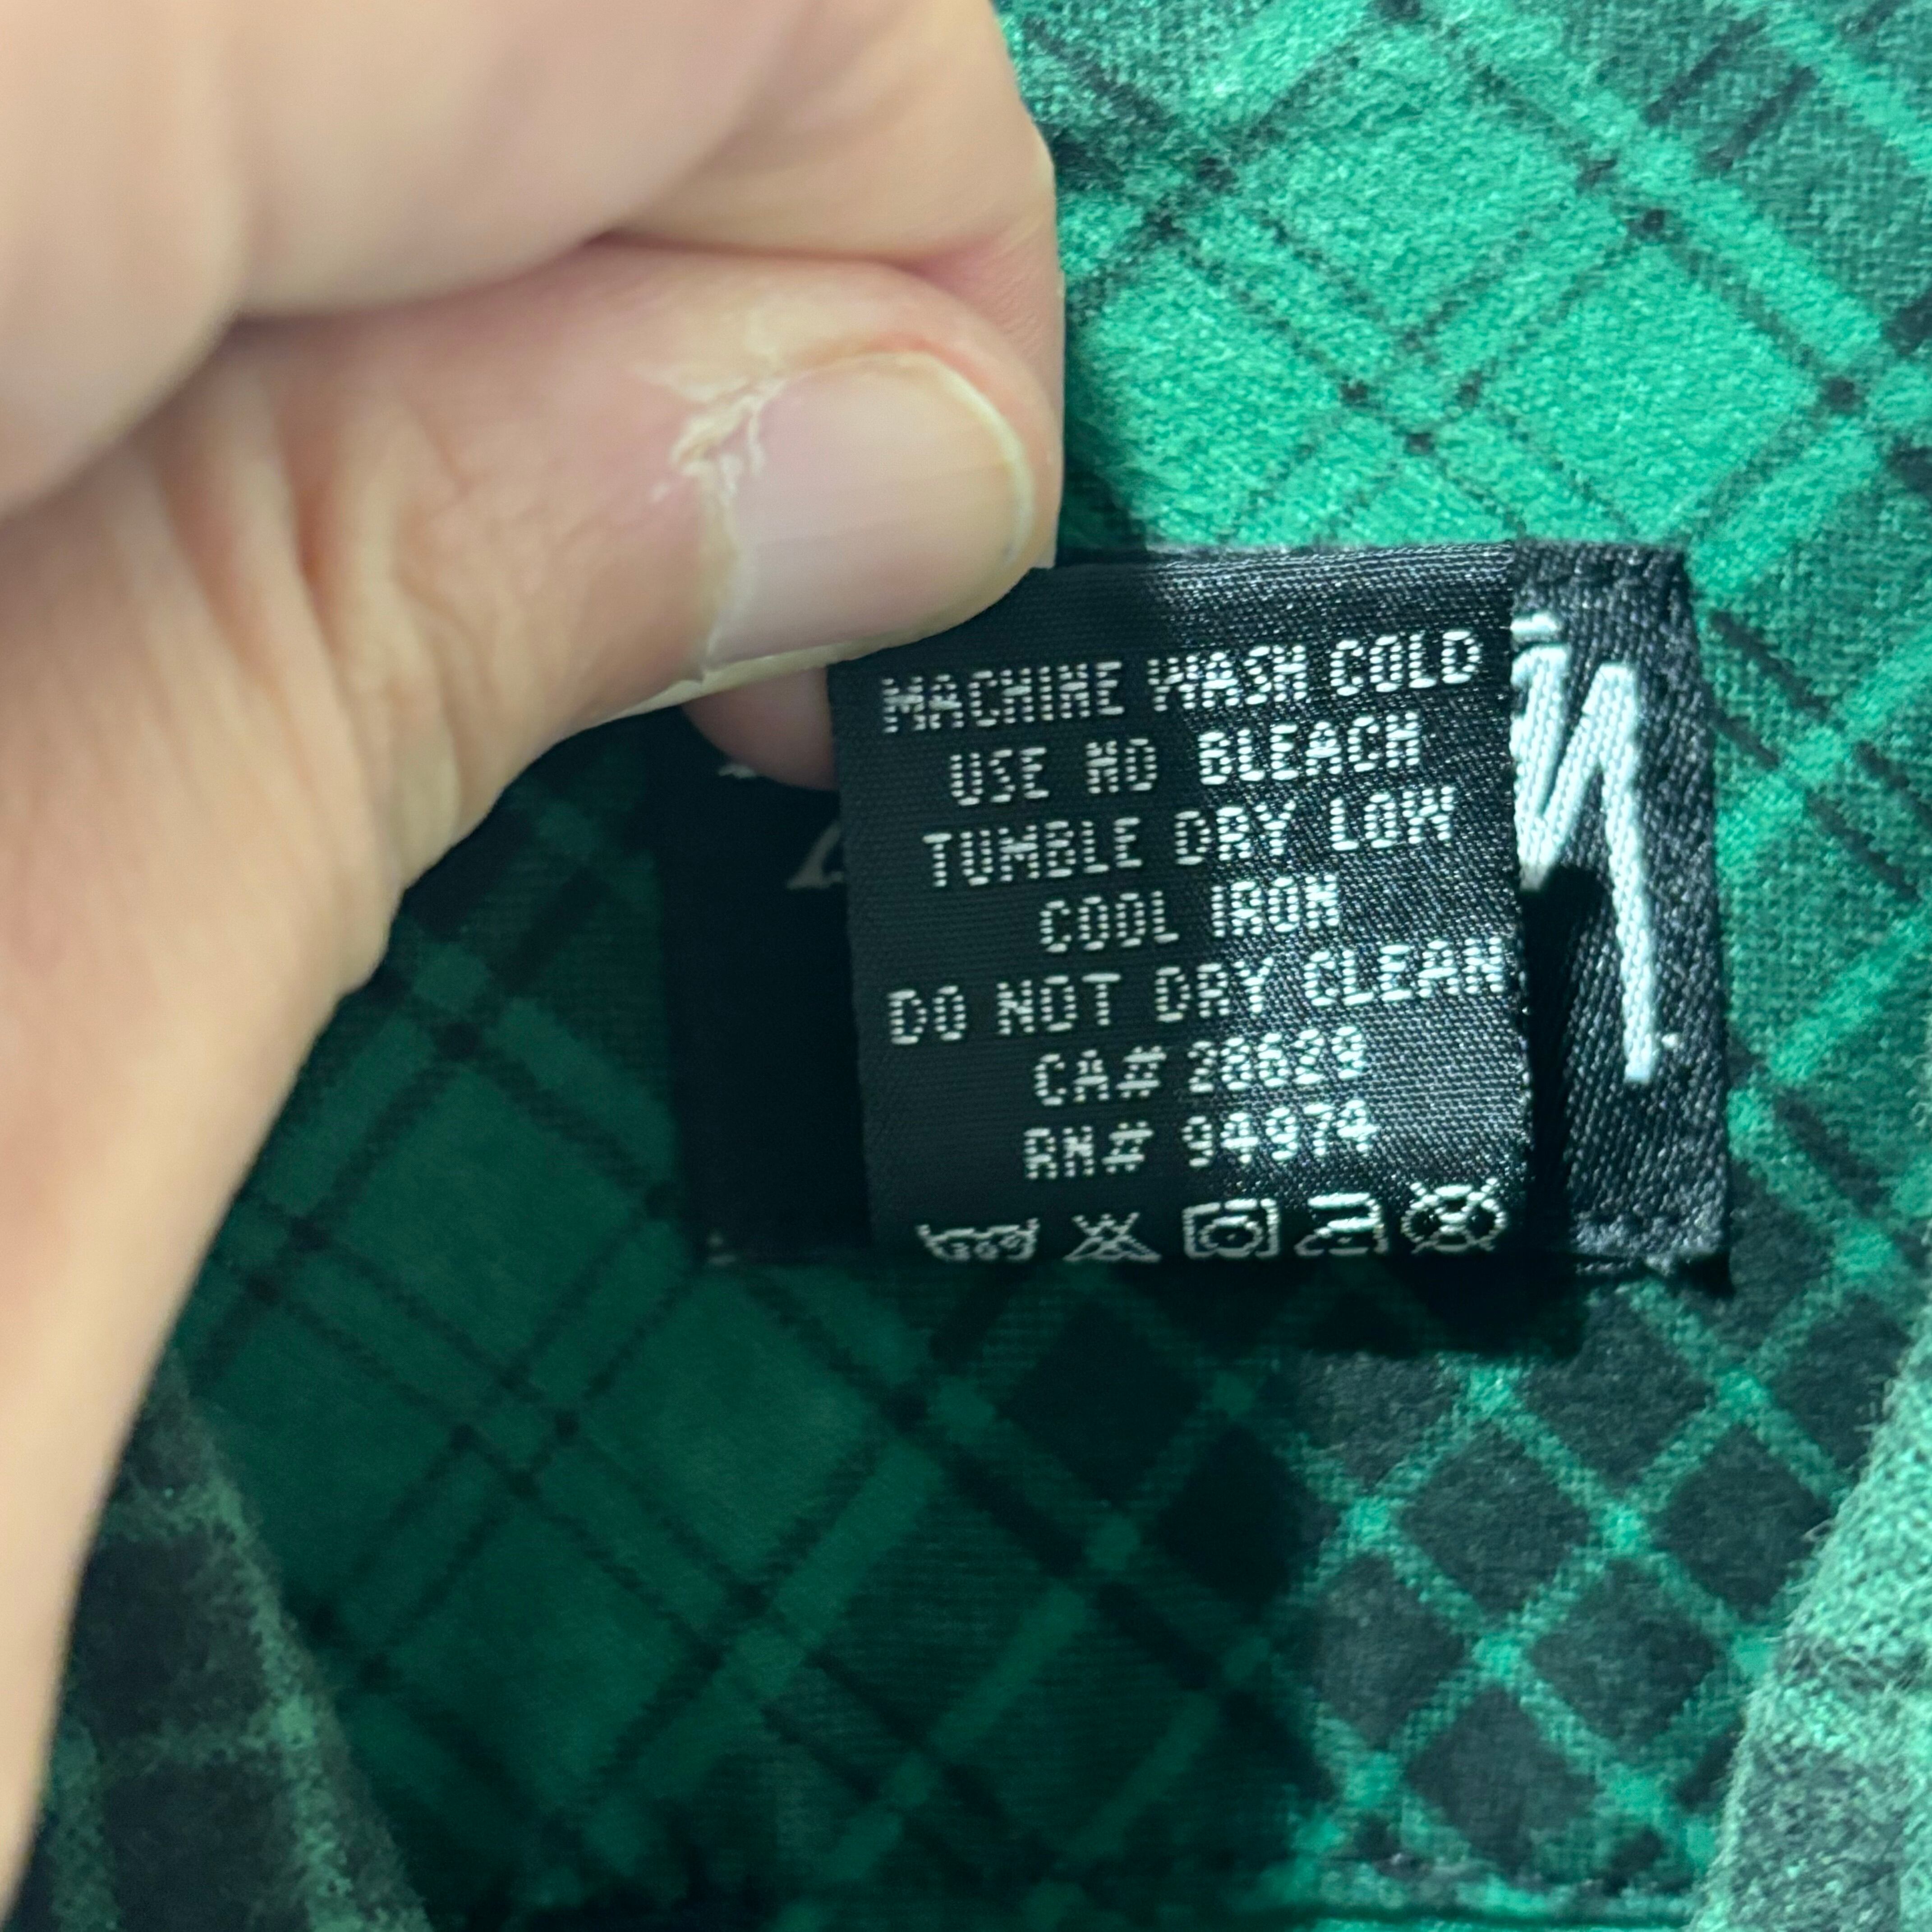 MACHINE WASH COLD
USE NO BLEACH
TUMBLE DRY LOW
COOL IRON
DO NOT DRY CLEAN
CA# 28629
RN# 94974